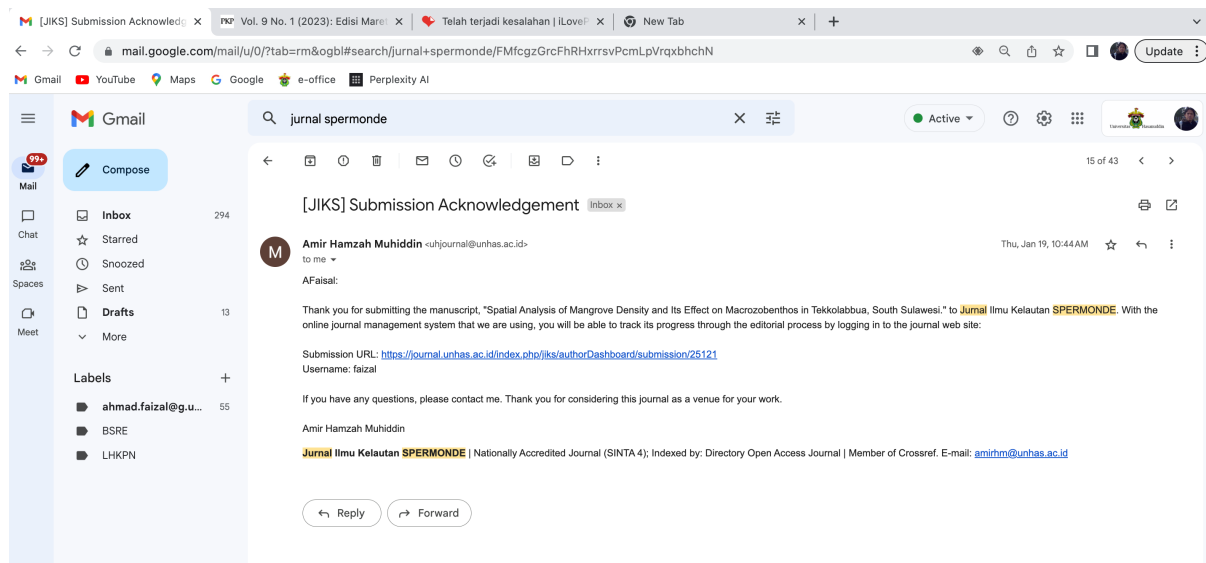 [JIKS] Submission Acknowledg
PKP Vol. 9 No. 1 (2023): Edisi Maret
Telah terjadi kesalahan | iLoveP
New Tab
mail.google.com/mail/u/0/?tab=rm&ogbl#search/jurnal+spermonde/FMfcgzGrcFhRHxrrsvPcmLpVrqxbhchN
Update
Gmail YouTube Maps Google e-office Perplexity AI
Gmail
jurnal spermonde
Active
99+
Mail
Chat
Spaces
Meet
Compose
Inbox 294
Starred
Snoozed
Sent
Drafts 13
More
Labels +
ahmad.faizal@g.u... 55
BSRE
LHKPN
15 of 43
[JIKS] Submission Acknowledgement Inbox x
M
Amir Hamzah Muhiddin <uhjournal@unhas.ac.id>
Thu, Jan 19, 10:44 AM
to me
AFaisal:
Thank you for submitting the manuscript, "Spatial Analysis of Mangrove Density and Its Effect on Macrozobenthos in Tekkolabbua, South Sulawesi." to Jurnal Ilmu Kelautan SPERMONDE. With the
online journal management system that we are using, you will be able to track its progress through the editorial process by logging in to the journal web site:
Submission URL: https://journal.unhas.ac.id/index.php/jiks/authorDashboard/submission/25121
Username: faizal
If you have any questions, please contact me. Thank you for considering this journal as a venue for your work.
Amir Hamzah Muhiddin
Jurnal Ilmu Kelautan SPERMONDE | Nationally Accredited Journal (SINTA 4); Indexed by: Directory Open Access Journal | Member of Crossref. E-mail: amirhm@unhas.ac.id
Reply
Forward